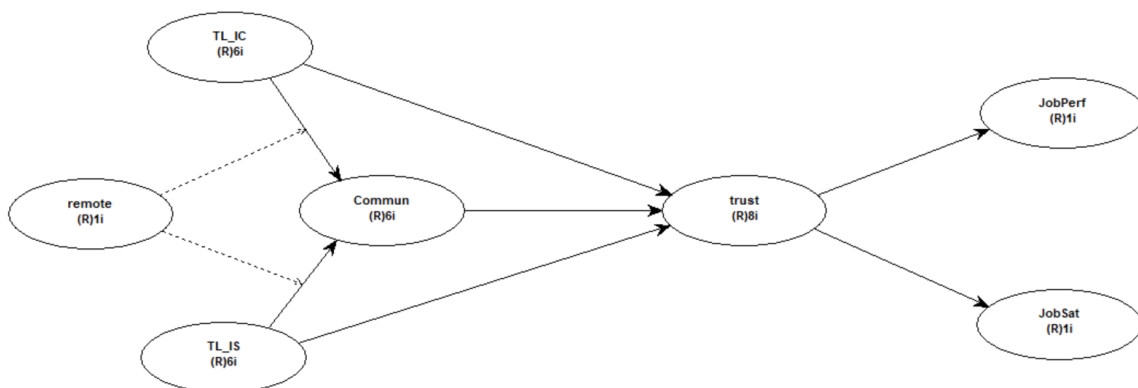 TL_IC
(R)6i
JobPerf
(R)1i
remote
(R)1i
Commun
(R)6i
trust
(R)8i
JobSat
(R)1i
TL_IS
(R)6i